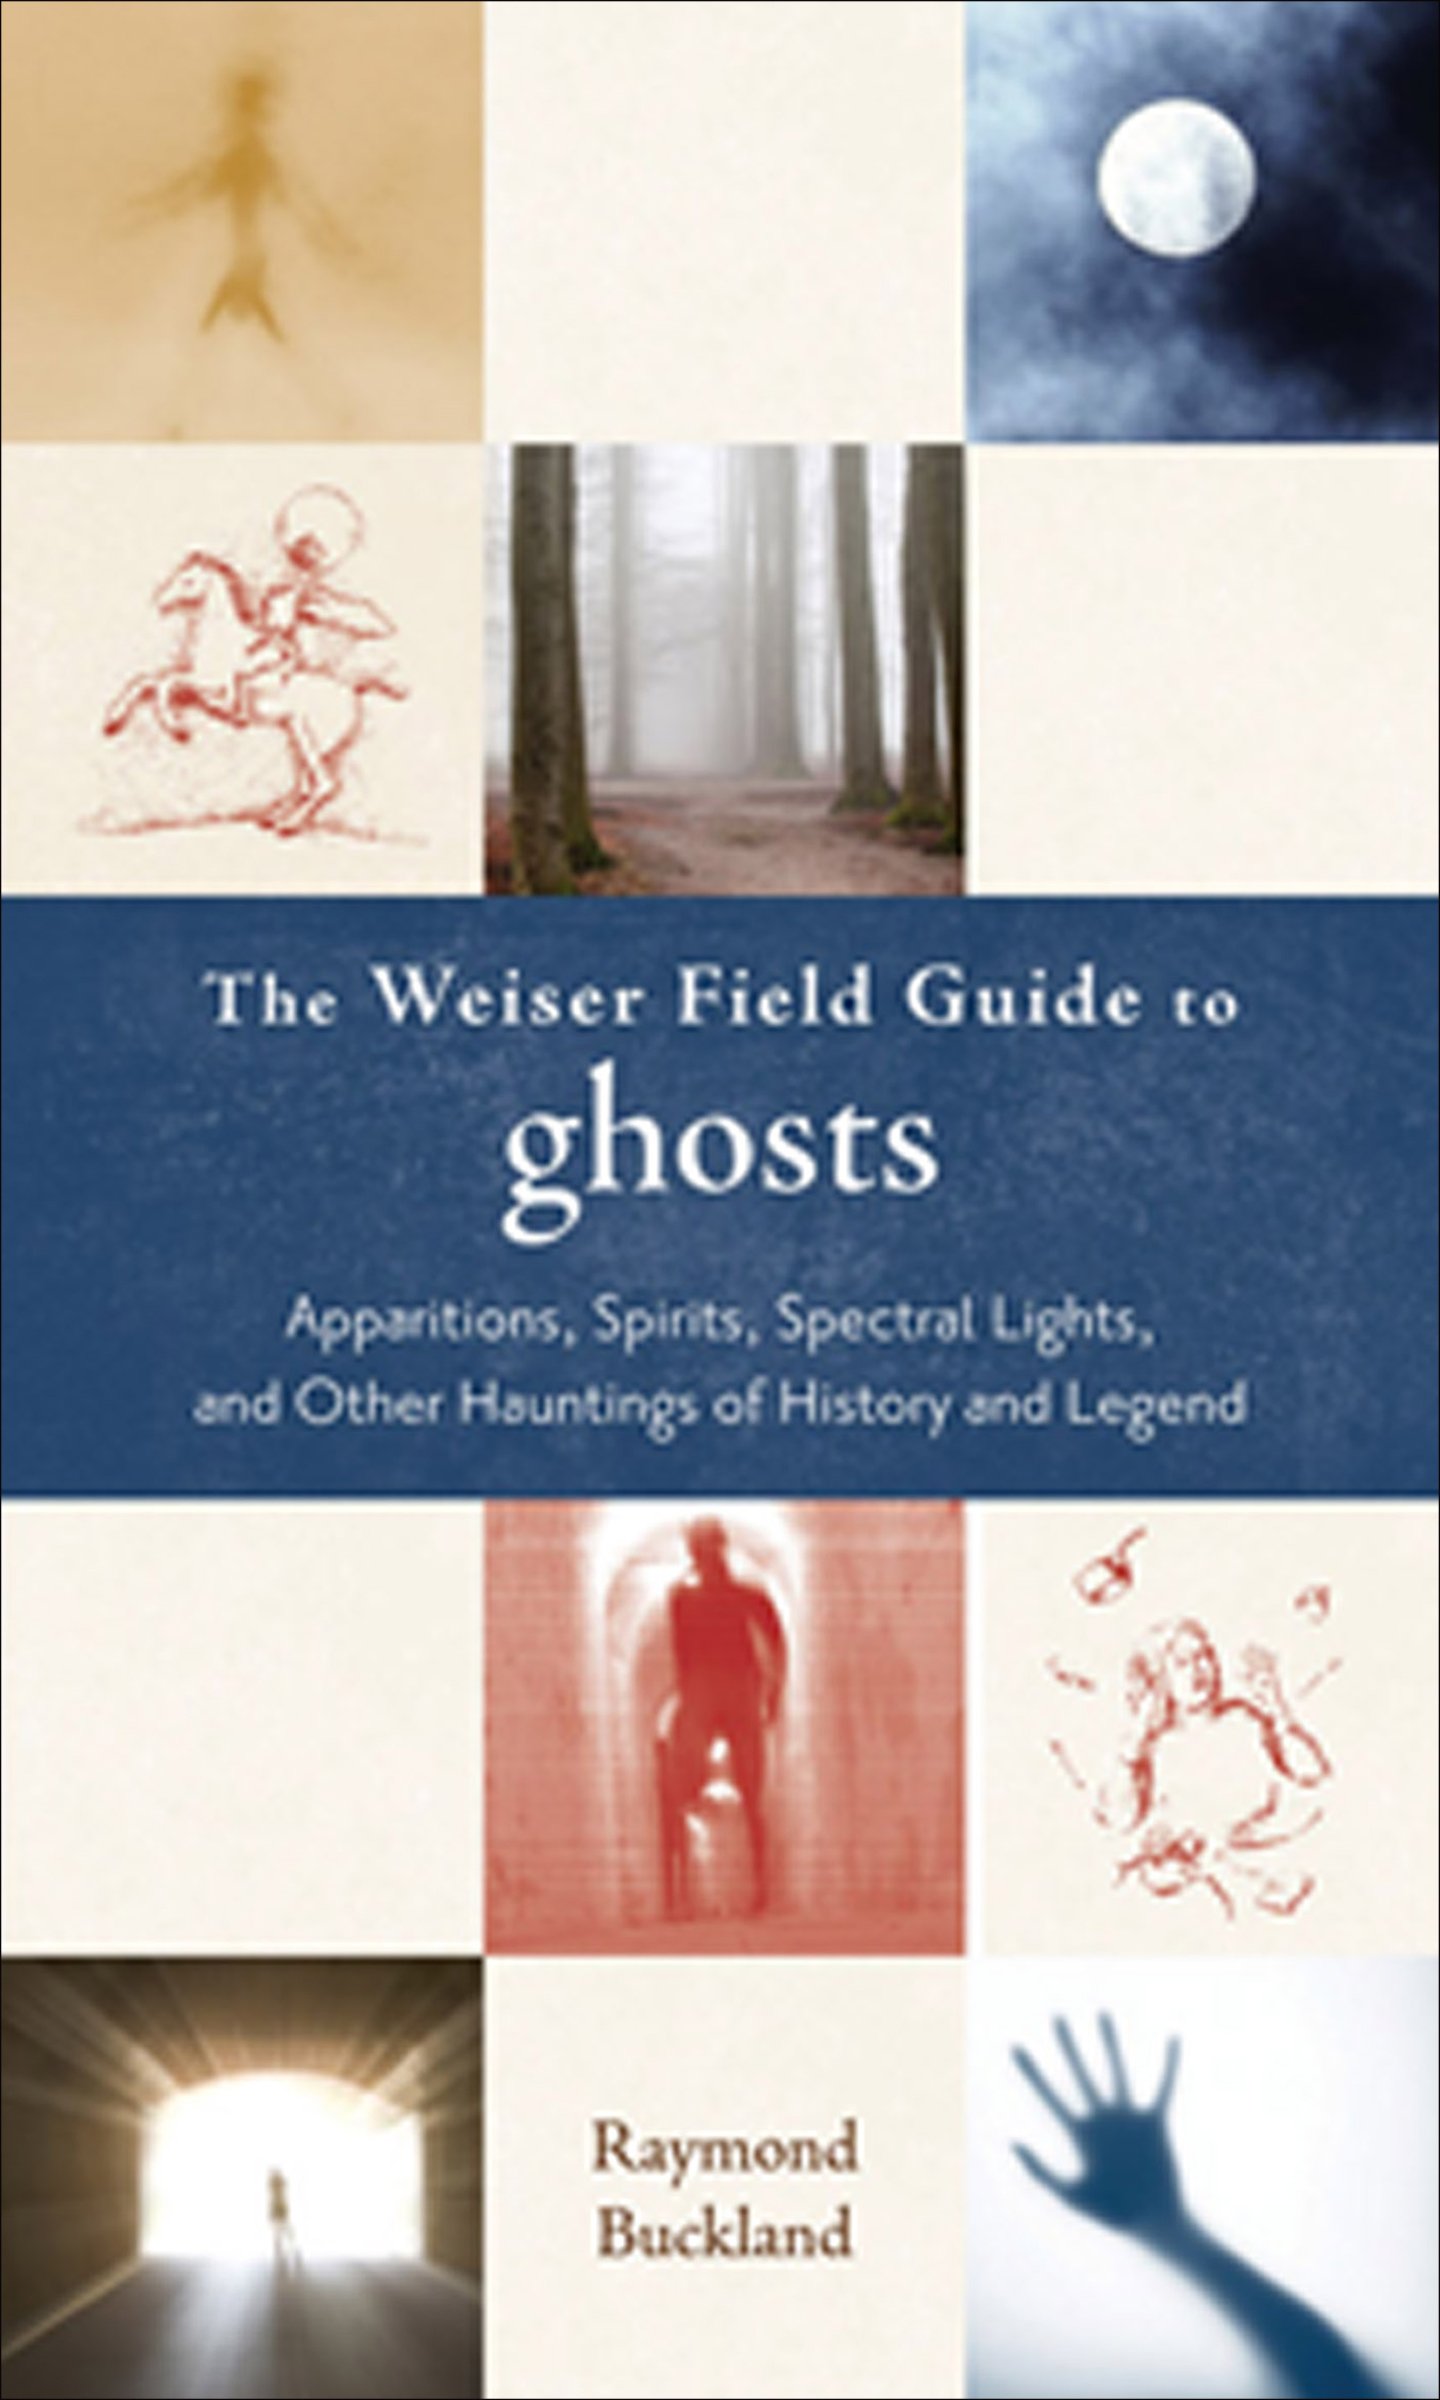 The Weiser Field Guide to
ghosts
Apparitions, Spirits, Spectral Lights,
and Other Hauntings of History and Legend
Raymond
Buckland